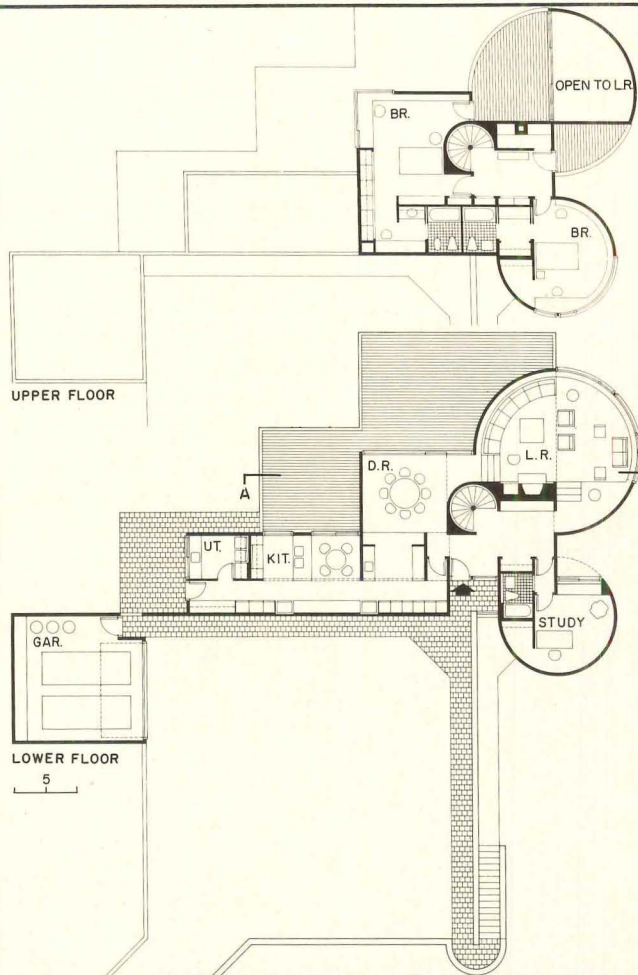 OPEN TO L.R.
BR.
BR.
UPPER FLOOR
L.R.
D.R.
A
UT.
KIT.
STUDY
GAR.
LOWER FLOOR
5